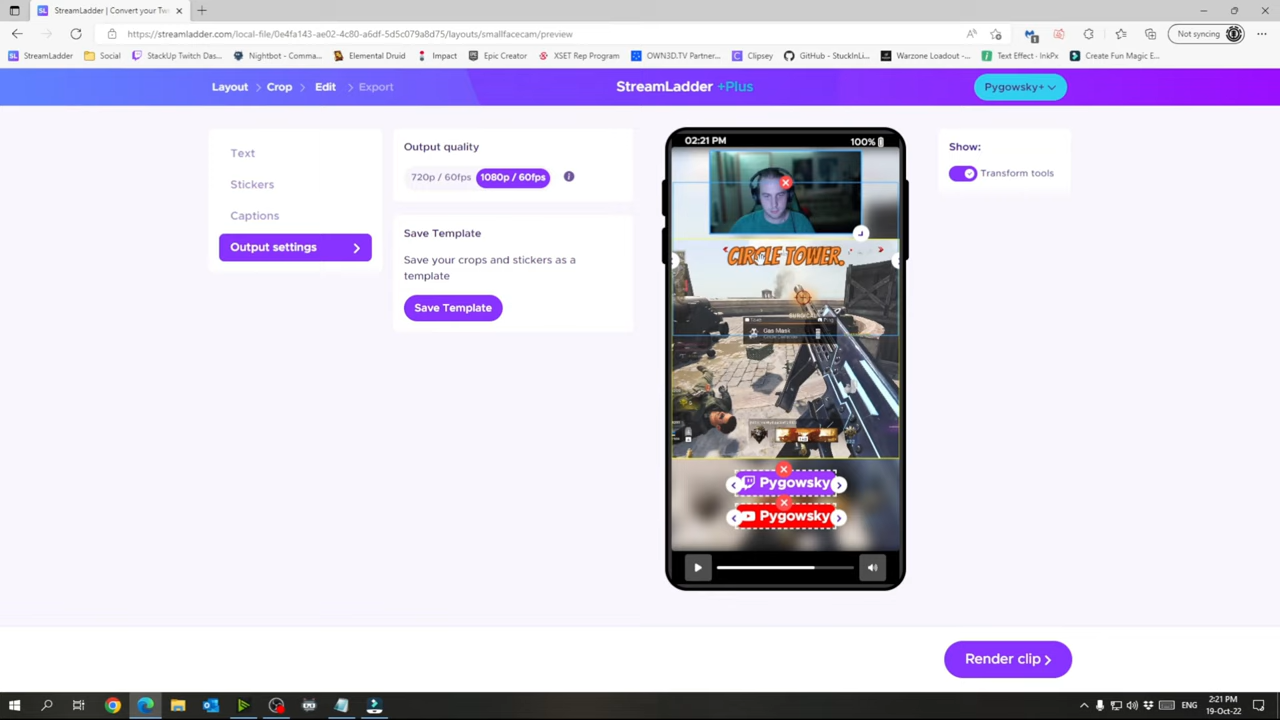 StreamLadder | Convert your Tw
https://streamladder.com/local-file/0e4fa143-ae02-4c80-a6df-5d5c079a8d75/layouts/smallfacecam/preview
Not syncing
StreamLadder
Social
StackUp Twitch Das...
Nightbot - Comma...
Elemental Druid
Impact
Epic Creator
XSET Rep Program
OWN3D.TV Partner...
Clipsey
GitHub - StuckInLi...
Warzone Loadout -...
Text Effect - InkPx
Create Fun Magic E...
Layout > Crop > Edit > Export
StreamLadder +Plus
Pygowsky+
Text
Stickers
Captions
Output settings
Output quality
720p / 60fps
1080p / 60fps
Save Template
Save your crops and stickers as a
template
Save Template
02:21 PM
100%
CIRCLE TOWER.
Gas Mask
Pygowsky
Pygowsky
Show:
Transform tools
Render clip >
ENG
2:21 PM
19-Oct-22